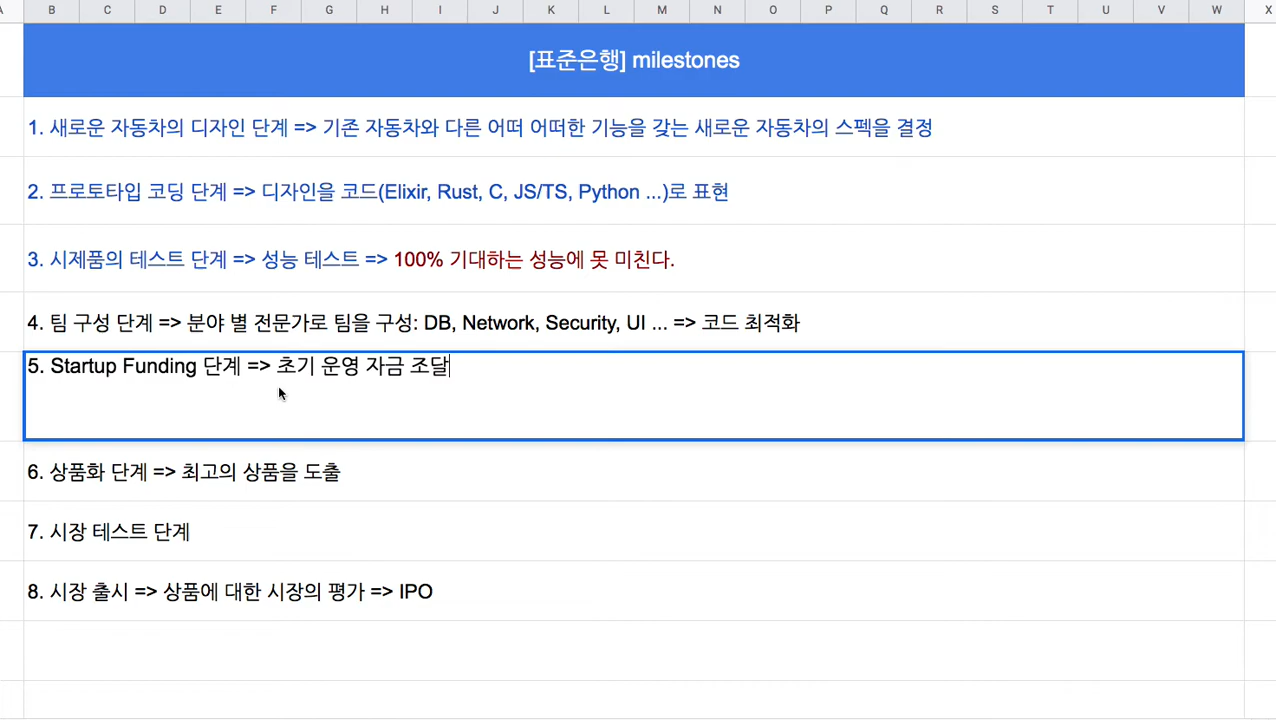 A B C D E F G H I J K L M N O P Q R S T U V W X
[표준은행] milestones
1. 새로운 자동차의 디자인 단계 => 기존 자동차와 다른 어떠 어떠한 기능을 갖는 새로운 자동차의 스펙을 결정
2. 프로토타입 코딩 단계 => 디자인을 코드(Elixir, Rust, C, JS/TS, Python ...)로 표현
3. 시제품의 테스트 단계 => 성능 테스트 => 100% 기대하는 성능에 못 미친다.
4. 팀 구성 단계 => 분야 별 전문가로 팀을 구성: DB, Network, Security, UI ... => 코드 최적화
5. Startup Funding 단계 => 초기 운영 자금 조달
6. 상품화 단계 => 최고의 상품을 도출
7. 시장 테스트 단계
8. 시장 출시 => 상품에 대한 시장의 평가 => IPO